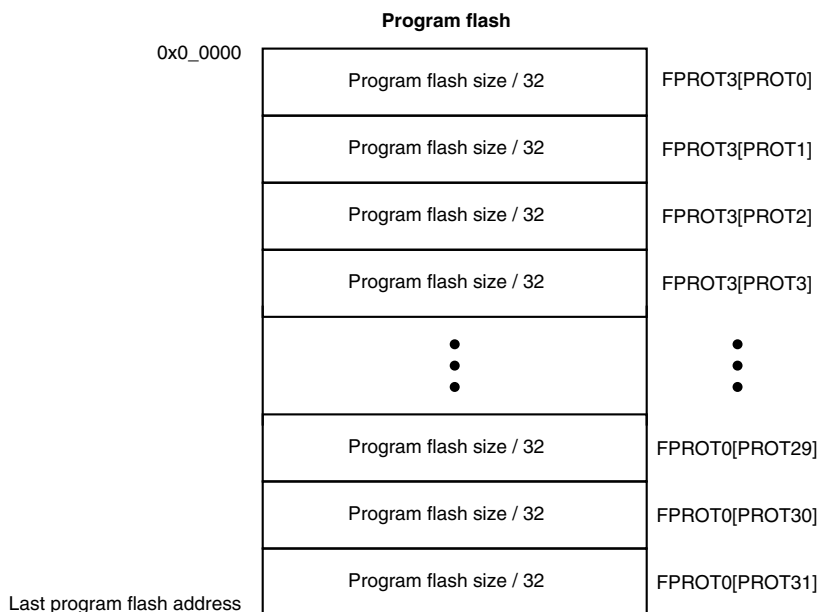 Program flash
0x0_0000
Program flash size / 32 FPROT3[PROT0]
Program flash size / 32 FPROT3[PROT1]
Program flash size / 32 FPROT3[PROT2]
Program flash size / 32 FPROT3[PROT3]
Program flash size / 32 FPROT0[PROT29]
Program flash size / 32 FPROT0[PROT30]
Program flash size / 32 FPROT0[PROT31]
Last program flash address